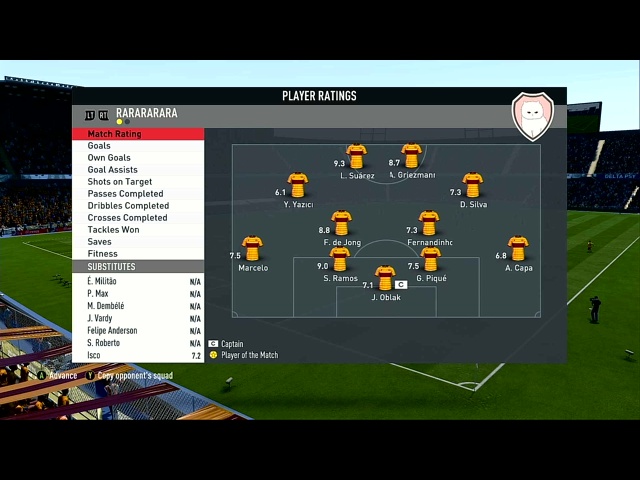 PLAYER RATINGS
LT RT RARARARARA
Match Rating
Goals
Own Goals
Goal Assists
Shots on Target
Passes Completed
Dribbles Completed
Crosses Completed
Tackles Won
Saves
Fitness
SUBSTITUTES
É. Militão N/A
P. Max N/A
M. Dembélé N/A
J. Vardy N/A
Felipe Anderson N/A
S. Roberto N/A
Isco 7.2
9.3 8.7
L. Suárez A. Griezmann
6.1 7.3
Y. Yazıcı D. Silva
8.8 7.3
F. de Jong Fernandinho
7.5 9.0 7.5 6.8
Marcelo S. Ramos G. Piqué A. Capa
7.1 C
J. Oblak
C Captain
Player of the Match
A Advance Y Copy opponent's squad